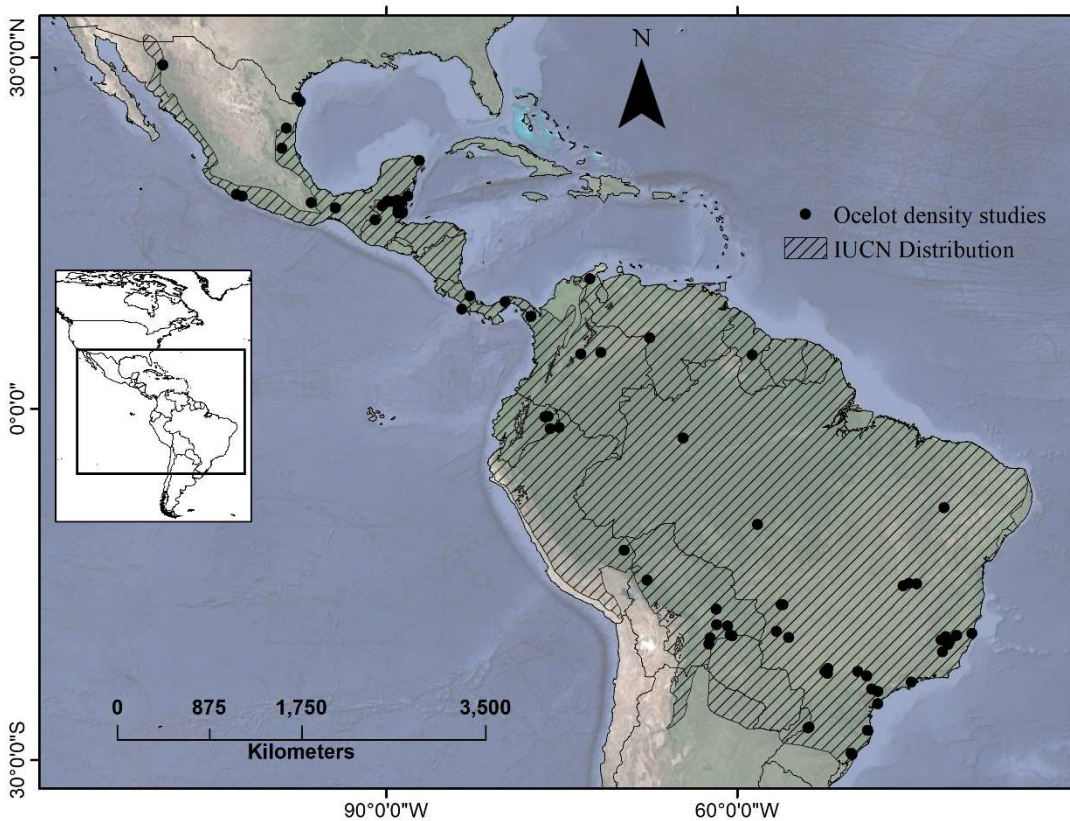 30°0'0"N
N
Ocelot density studies
IUCN Distribution
0°0'0"
0 875 1,750 3,500
Kilometers
30°0'0"S
90°0'0"W 60°0'0"W